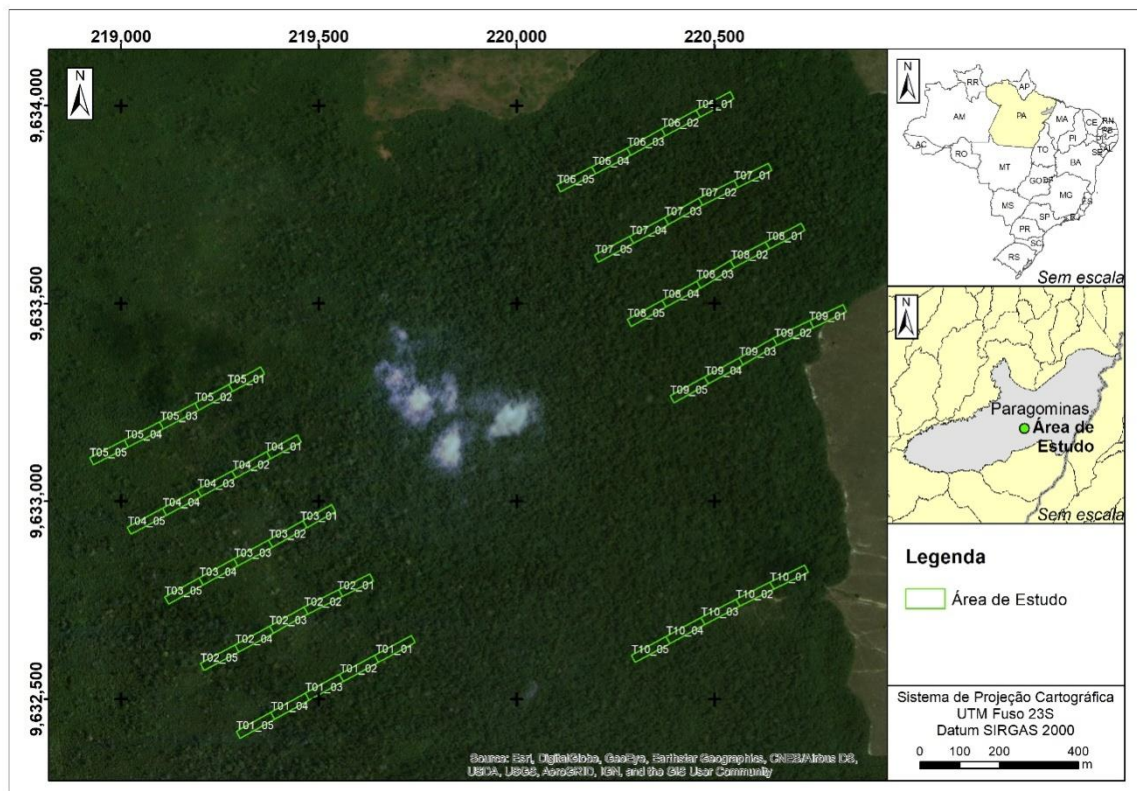 219,000 219,500 220,000 220,500
9,634,000
9,633,500
9,633,000
9,632,500
N
T06_01
T06_02
T06_03
T06_04
T06_05
T07_01
T07_02
T07_03
T07_04
T07_05
T08_01
T08_02
T08_03
T08_04
T08_05
T09_01
T09_02
T09_03
T09_04
T09_05
T05_01
T05_02
T05_03
T05_04
T05_05
T04_01
T04_02
T04_03
T04_04
T04_05
T03_01
T03_02
T03_03
T03_04
T03_05
T02_01
T02_02
T02_03
T02_04
T02_05
T01_01
T01_02
T01_03
T01_04
T01_05
T10_01
T10_02
T10_03
T10_04
T10_05
Source: Esri, DigitalGlobe, GeoEye, Earthstar Geographics, CNES/Airbus DS,
USDA, USGS, AeroGRID, IGN, and the GIS User Community
N
RR
AP
AM
PA
MA
CE
RN
PB
PI
AL
SE
AC
RO
TO
BA
MT
GO
DF
MG
ES
MS
SP
RJ
PR
SC
RS
Sem escala
N
Paragominas
Área de
Estudo
Sem escala
Legenda
Área de Estudo
Sistema de Projeção Cartográfica
UTM Fuso 23S
Datum SIRGAS 2000
0 100 200 400
m